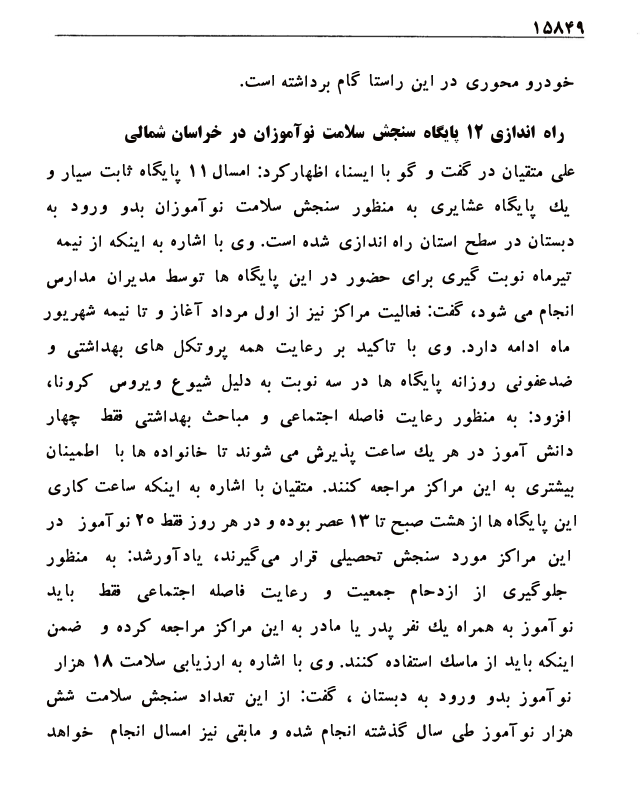 ۱۵۸۴۹
خودرو محوری در این راستا گام برداشته است.
راه اندازی ۱۲ پایگاه سنجش سلامت نوآموزان در خراسان شمالی
علی متقیان در گفت و گو با ایسنا، اظهارکرد: امسال ۱۱ پایگاه ثابت سیار و
یك پایگاه عشایری به منظور سنجش سلامت نوآموزان بدو ورود به
دبستان در سطح استان راه اندازی شده است. وی با اشاره به اینکه از نیمه
تیرماه نوبت گیری برای حضور در این پایگاه ها توسط مدیران مدارس
انجام می شود، گفت: فعالیت مراکز نیز از اول مرداد آغاز و تا نیمه شهریور
ماه ادامه دارد. وی با تاکید بر رعایت همه پروتکل های بهداشتی و
ضدعفونی روزانه پایگاه ها در سه نوبت به دلیل شیوع ویروس کرونا،
افزود: به منظور رعایت فاصله اجتماعی و مباحث بهداشتی فقط چهار
دانش آموز در هر یك ساعت پذیرش می شوند تا خانواده ها با اطمینان
بیشتری به این مراکز مراجعه کنند. متقیان با اشاره به اینکه ساعت کاری
این پایگاه ها از هشت صبح تا ۱۳ عصر بوده و در هر روز فقط ۲۵ نوآموز در
این مراکز مورد سنجش تحصیلی قرار می‌گیرند، یادآورشد: به منظور
جلوگیری از ازدحام جمعیت و رعایت فاصله اجتماعی فقط باید
نوآموز به همراه یك نفر پدر یا مادر به این مراکز مراجعه کرده و ضمن
اینکه باید از ماسك استفاده کنند. وی با اشاره به ارزیابی سلامت ۱۸ هزار
نوآموز بدو ورود به دبستان ، گفت: از این تعداد سنجش سلامت شش
هزار نوآموز طی سال گذشته انجام شده و مابقی نیز امسال انجام خواهد